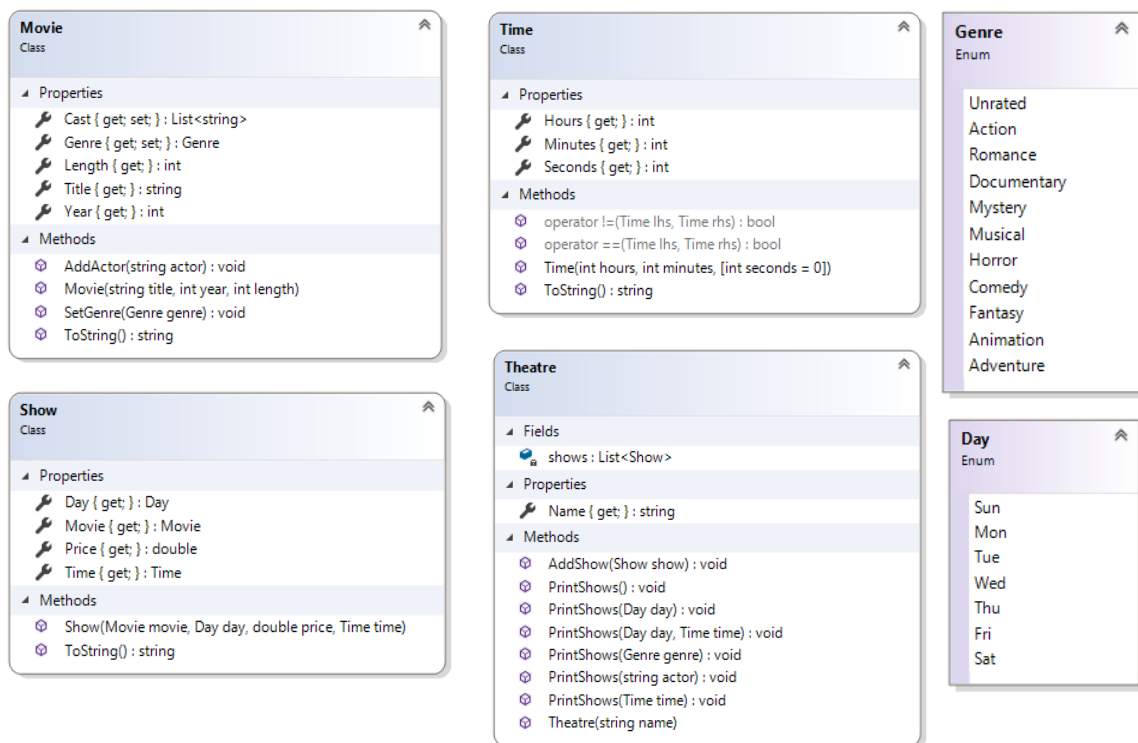 Movie
Class
Properties
Cast { get; set; } : List<string>
Genre { get; set; } : Genre
Length { get; } : int
Title { get; } : string
Year { get; } : int
Methods
AddActor(string actor) : void
Movie(string title, int year, int length)
SetGenre(Genre genre) : void
ToString() : string
Show
Class
Properties
Day { get; } : Day
Movie { get; } : Movie
Price { get; } : double
Time { get; } : Time
Methods
Show(Movie movie, Day day, double price, Time time)
ToString() : string
Time
Class
Properties
Hours { get; } : int
Minutes { get; } : int
Seconds { get; } : int
Methods
operator !=(Time lhs, Time rhs) : bool
operator ==(Time lhs, Time rhs) : bool
Time(int hours, int minutes, [int seconds = 0])
ToString() : string
Theatre
Class
Fields
shows : List<Show>
Properties
Name { get; } : string
Methods
AddShow(Show show) : void
PrintShows() : void
PrintShows(Day day) : void
PrintShows(Day day, Time time) : void
PrintShows(Genre genre) : void
PrintShows(string actor) : void
PrintShows(Time time) : void
Theatre(string name)
Genre
Enum
Unrated
Action
Romance
Documentary
Mystery
Musical
Horror
Comedy
Fantasy
Animation
Adventure
Day
Enum
Sun
Mon
Tue
Wed
Thu
Fri
Sat